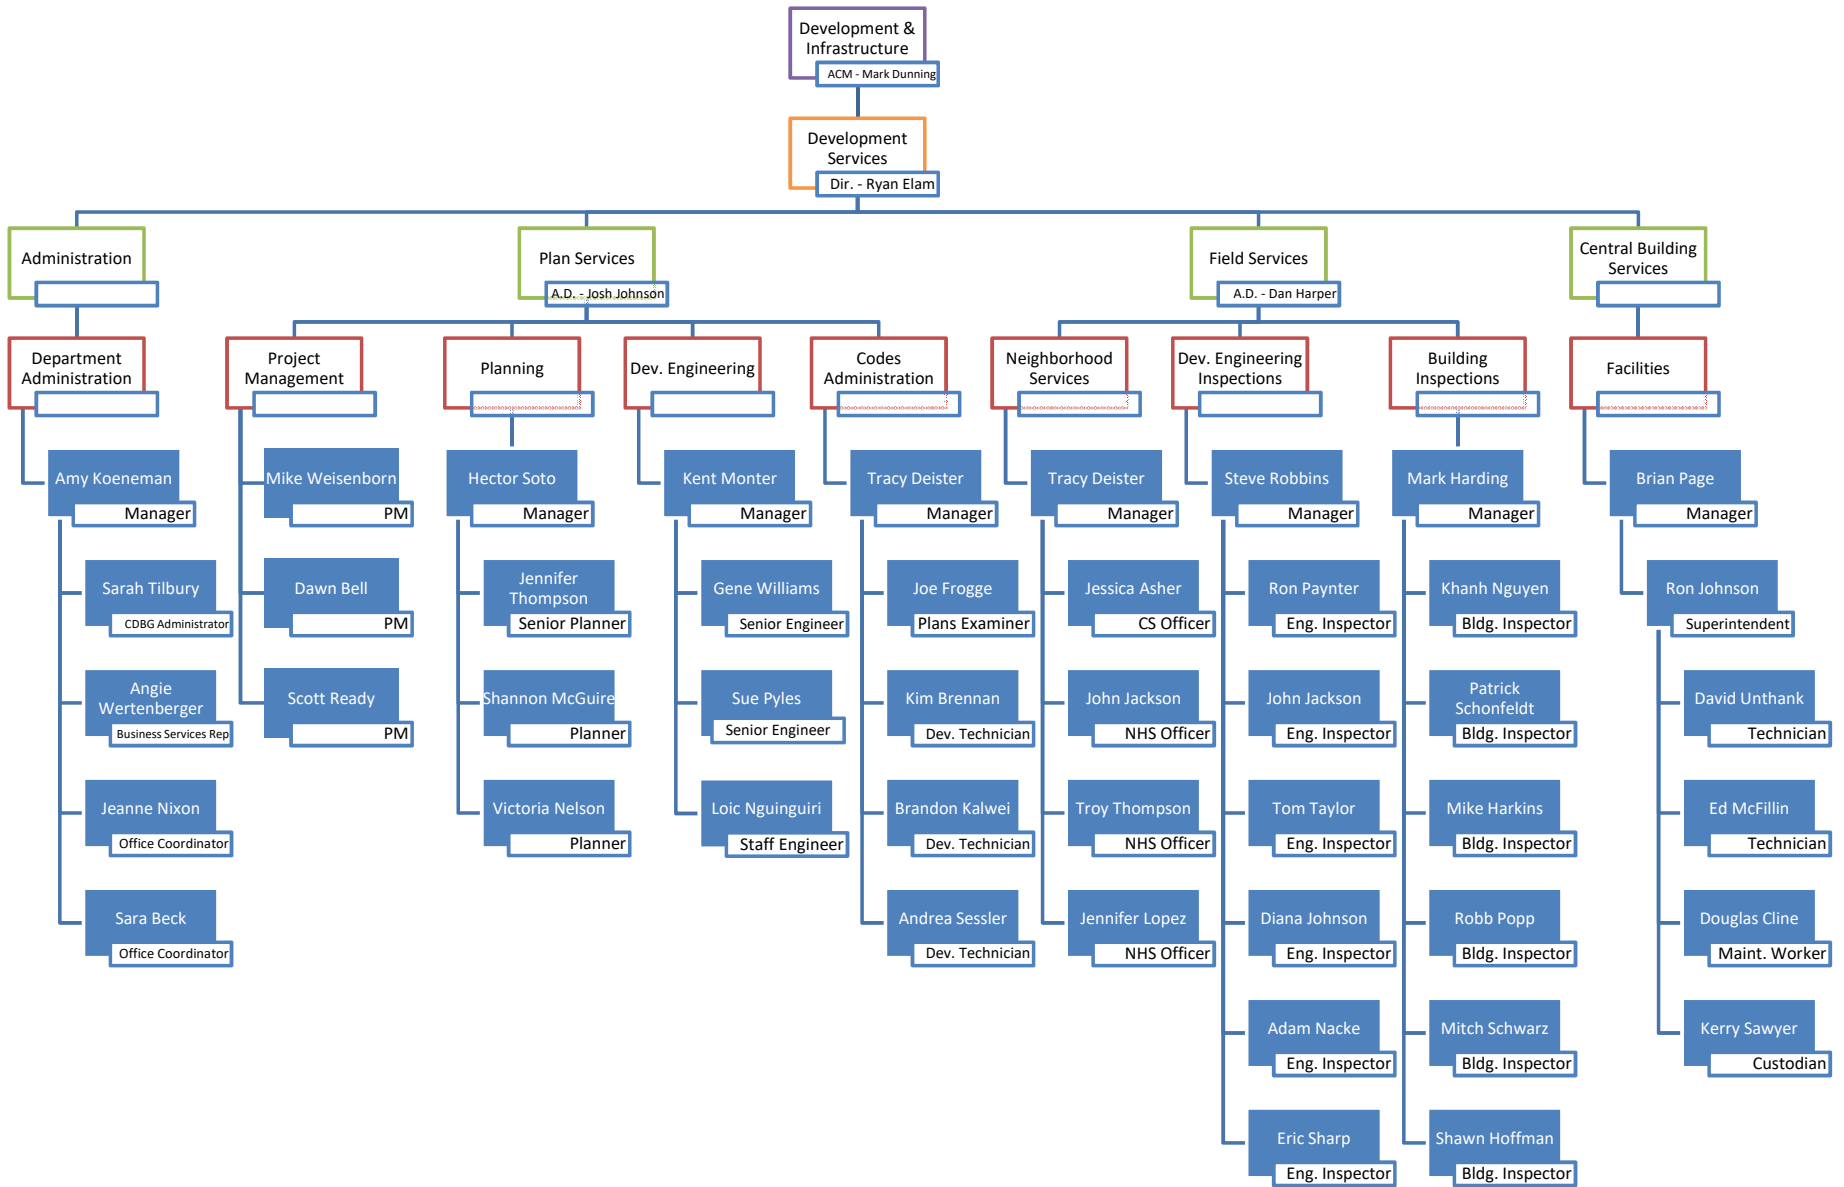 Development &
Infrastructure
ACM - Mark Dunning
Development
Services
Dir. - Ryan Elam
Administration
Plan Services
A.D. - Josh Johnson
Field Services
A.D. - Dan Harper
Central Building
Services
Department
Administration
Project
Management
Planning
Dev. Engineering
Codes
Administration
Neighborhood
Services
Dev. Engineering
Inspections
Building
Inspections
Facilities
Amy Koeneman
Manager
Sarah Tilbury
CDBG Administrator
Angie
Wertenberger
Business Services Rep
Jeanne Nixon
Office Coordinator
Sara Beck
Office Coordinator
Mike Weisenborn
PM
Dawn Bell
PM
Scott Ready
PM
Hector Soto
Manager
Jennifer
Thompson
Senior Planner
Shannon McGuire
Planner
Victoria Nelson
Planner
Kent Monter
Manager
Gene Williams
Senior Engineer
Sue Pyles
Senior Engineer
Loic Nguinguiri
Staff Engineer
Tracy Deister
Manager
Joe Frogge
Plans Examiner
Kim Brennan
Dev. Technician
Brandon Kalwei
Dev. Technician
Andrea Sessler
Dev. Technician
Tracy Deister
Manager
Jessica Asher
CS Officer
John Jackson
NHS Officer
Troy Thompson
NHS Officer
Jennifer Lopez
NHS Officer
Steve Robbins
Manager
Ron Paynter
Eng. Inspector
John Jackson
Eng. Inspector
Tom Taylor
Eng. Inspector
Diana Johnson
Eng. Inspector
Adam Nacke
Eng. Inspector
Eric Sharp
Eng. Inspector
Mark Harding
Manager
Khanh Nguyen
Bldg. Inspector
Patrick
Schonfeldt
Bldg. Inspector
Mike Harkins
Bldg. Inspector
Robb Popp
Bldg. Inspector
Mitch Schwarz
Bldg. Inspector
Shawn Hoffman
Bldg. Inspector
Brian Page
Manager
Ron Johnson
Superintendent
David Unthank
Technician
Ed McFillin
Technician
Douglas Cline
Maint. Worker
Kerry Sawyer
Custodian